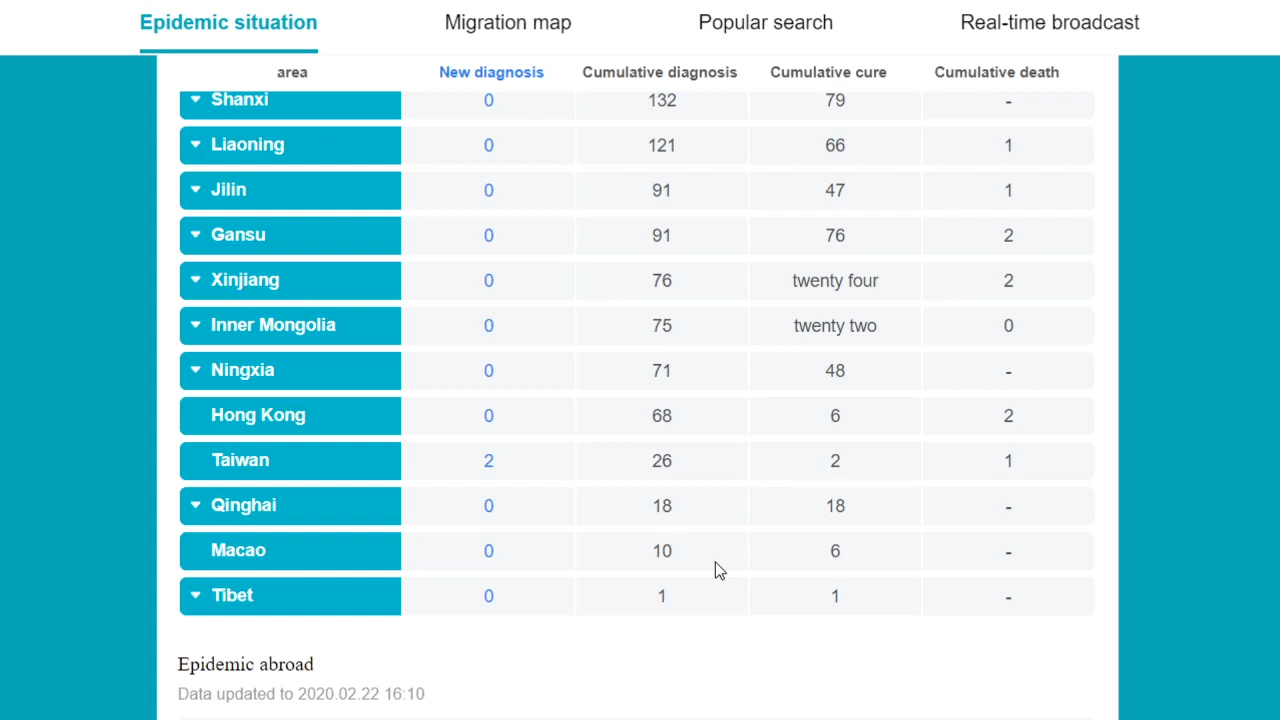 Epidemic situation Migration map Popular search Real-time broadcast
area New diagnosis Cumulative diagnosis Cumulative cure Cumulative death
Shanxi 0 132 79 -
Liaoning 0 121 66 1
Jilin 0 91 47 1
Gansu 0 91 76 2
Xinjiang 0 76 twenty four 2
Inner Mongolia 0 75 twenty two 0
Ningxia 0 71 48 -
Hong Kong 0 68 6 2
Taiwan 2 26 2 1
Qinghai 0 18 18 -
Macao 0 10 6 -
Tibet 0 1 1 -
Epidemic abroad
Data updated to 2020.02.22 16:10